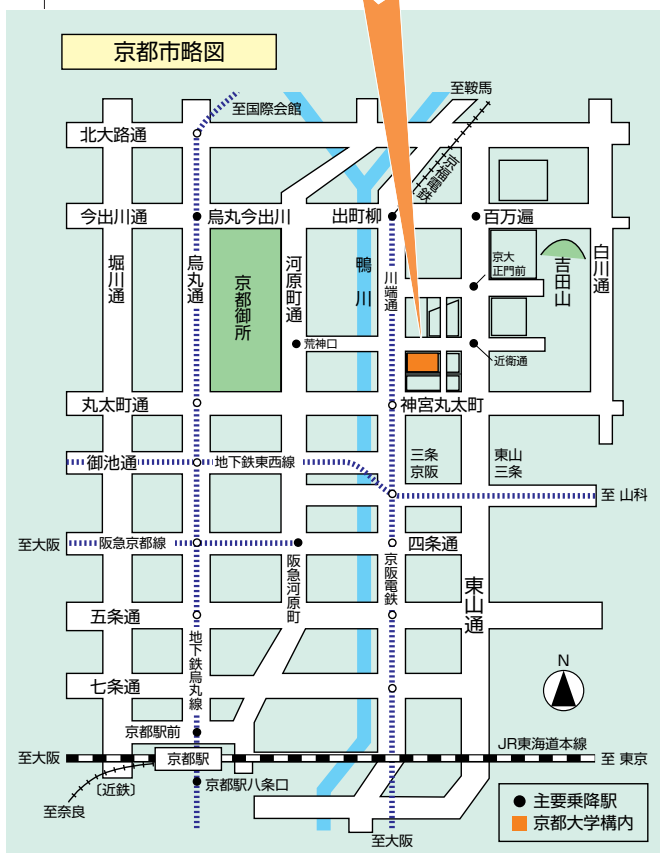 京都市略図
至鞍馬
至国際会館
北大路通
京福電鉄
今出川通
烏丸今出川
出町柳
百万遍
堀川通
烏丸通
京都御所
河原町通
鴨川
川端通
京大
正門前
吉田山
白川通
荒神口
近衛通
丸太町通
神宮丸太町
御池通
地下鉄東西線
三条
京阪
東山
三条
至 山科
至大阪
阪急京都線
阪急河原町
四条通
京阪電鉄
東山通
五条通
地下鉄烏丸線
七条通
N
京都駅前
JR東海道本線
至大阪
京都駅
至 東京
〔近鉄〕
京都駅八条口
至奈良
至大阪
主要乗降駅
京都大学構内